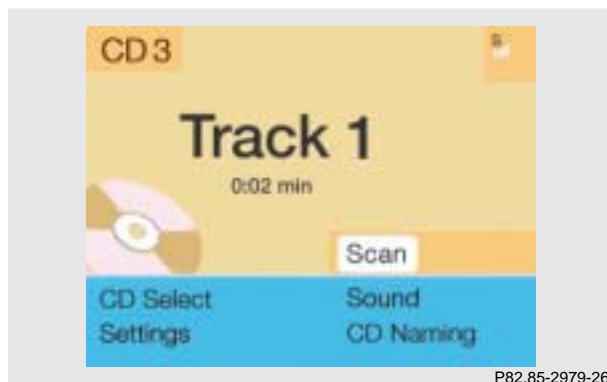 CD 3
S
Track 1
0:02 min
Scan
CD Select Sound
Settings CD Naming
P82.85-2979-26